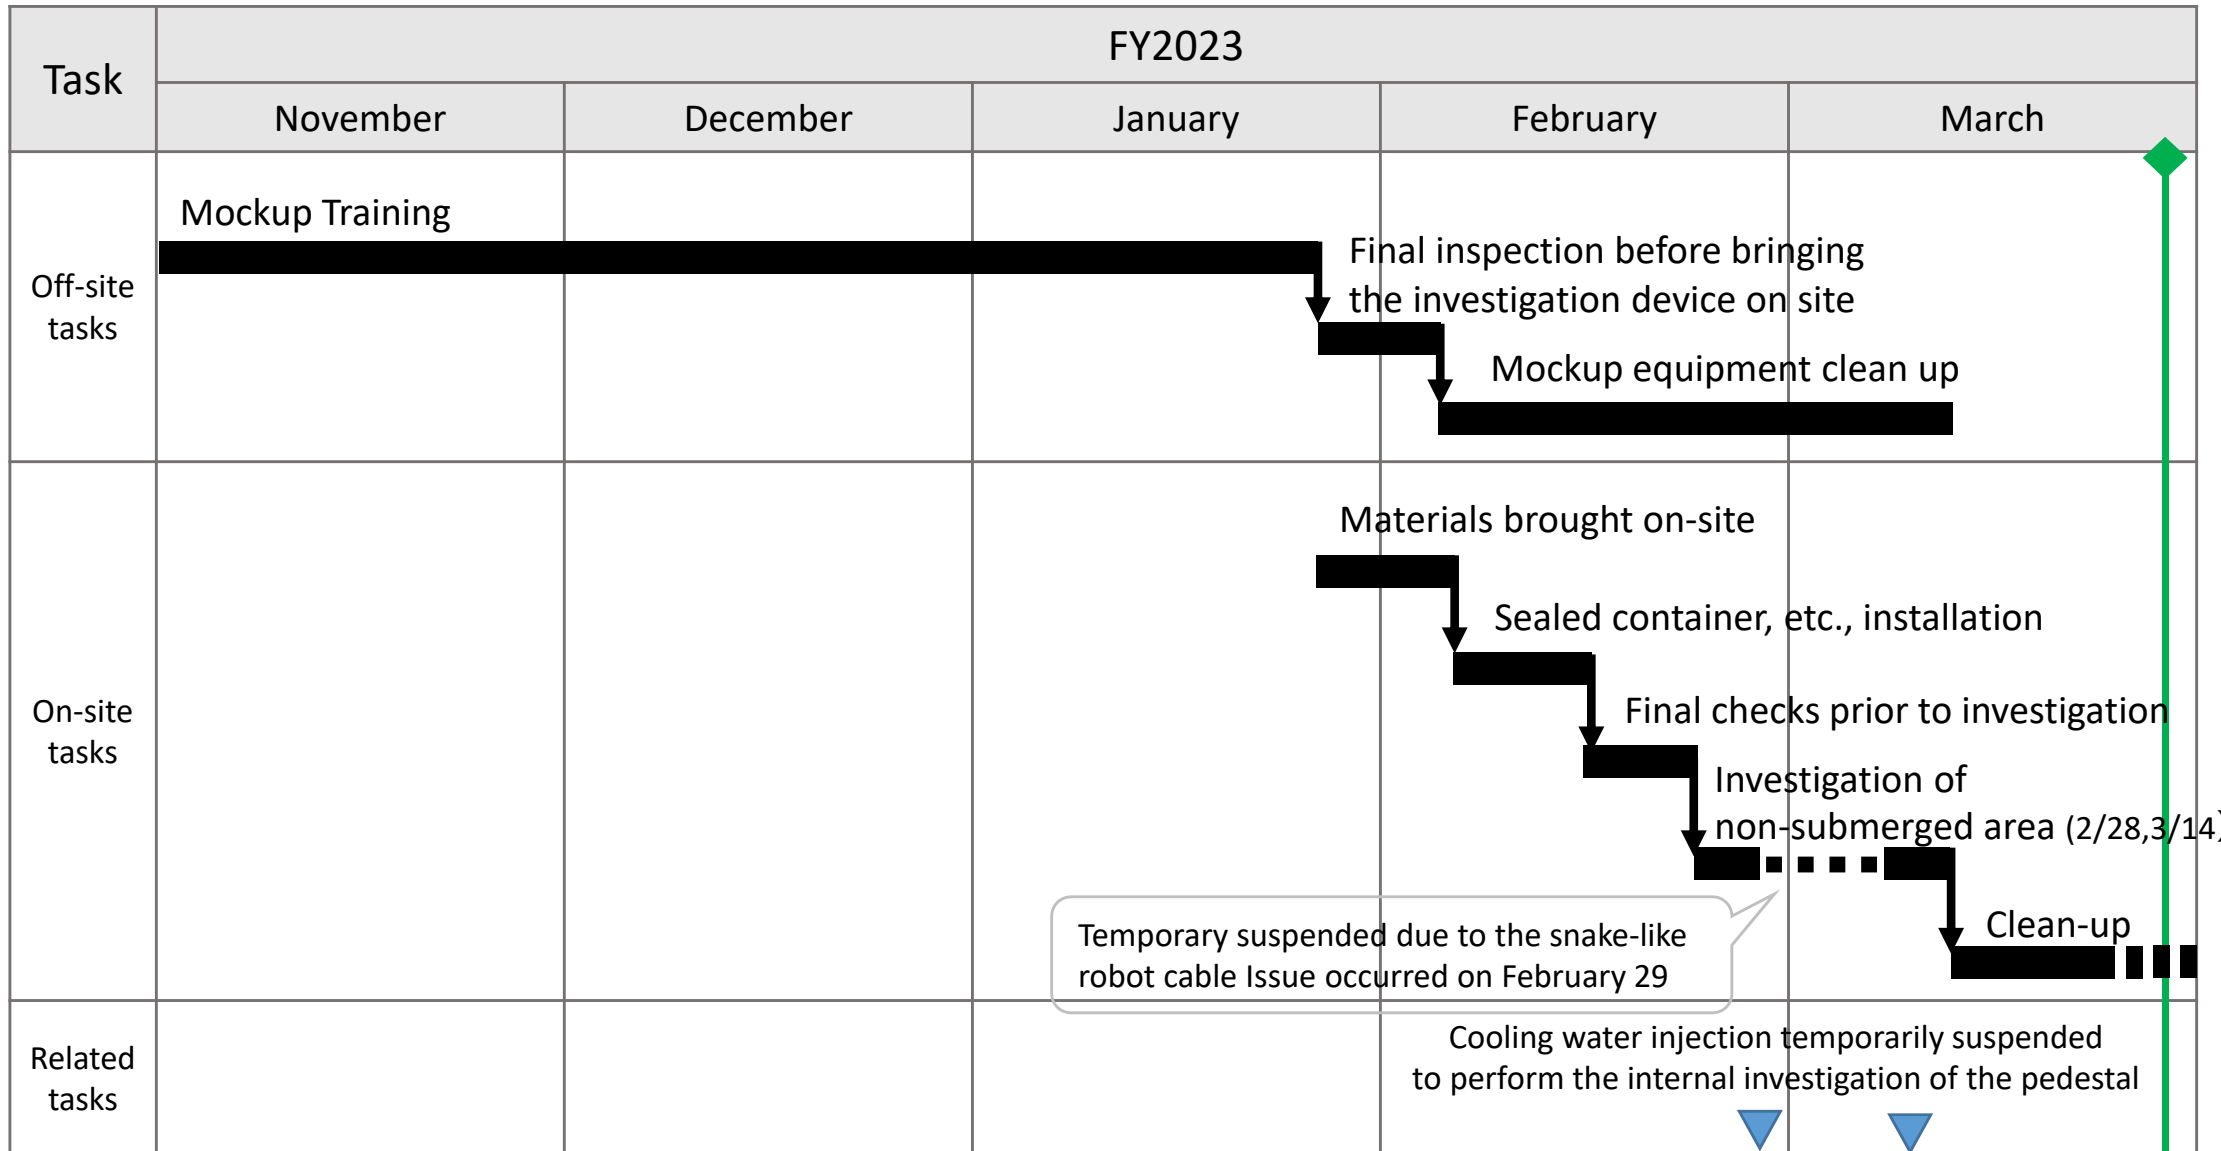 Task
FY2023
November
December
January
February
March
Off-site
tasks
Mockup Training
Final inspection before bringing
the investigation device on site
Mockup equipment clean up
On-site
tasks
Materials brought on-site
Sealed container, etc., installation
Final checks prior to investigation
Investigation of
non-submerged area (2/28,3/14)
Temporary suspended due to the snake-like
robot cable Issue occurred on February 29
Clean-up
Related
tasks
Cooling water injection temporarily suspended
to perform the internal investigation of the pedestal